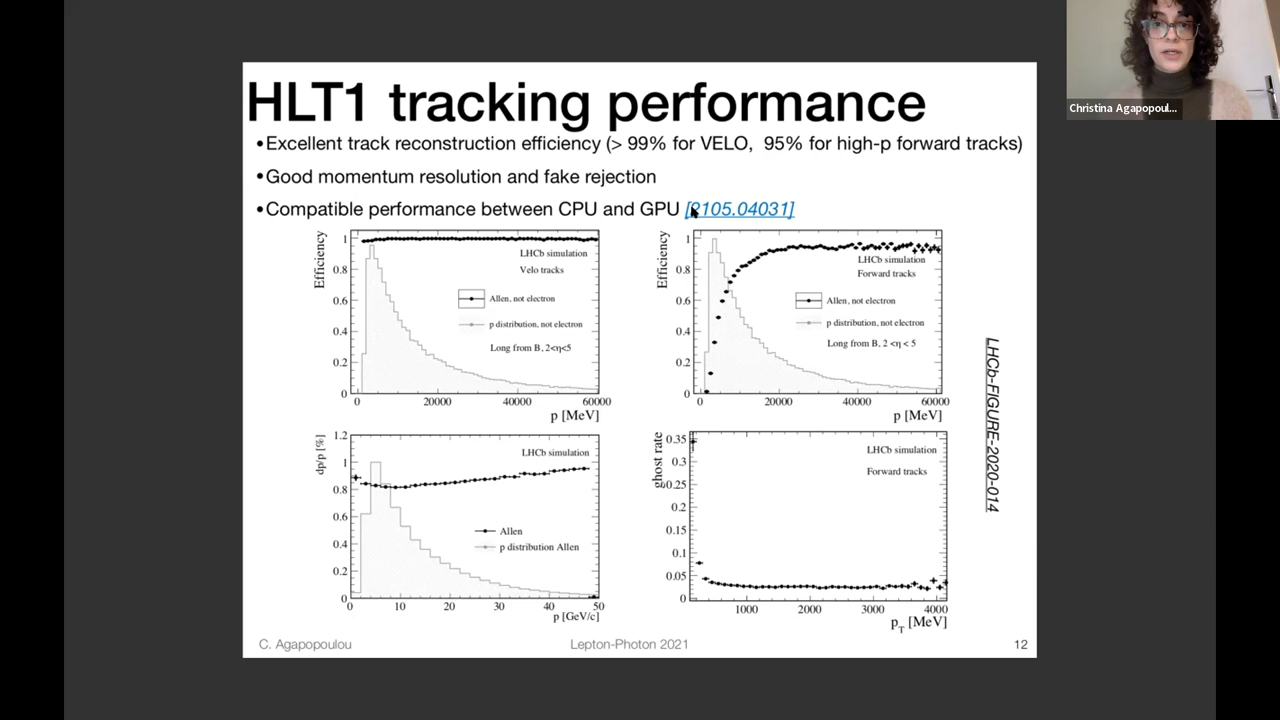 Christina Agapopoul...
HLT1 tracking performance
•Excellent track reconstruction efficiency (> 99% for VELO, 95% for high-p forward tracks)
•Good momentum resolution and fake rejection
•Compatible performance between CPU and GPU [2105.04031]
Efficiency
1
0.8
0.6
0.4
0.2
0
LHCb simulation
Velo tracks
Allen, not electron
p distribution, not electron
Long from B, 2<η<5
0 20000 40000 60000
p [MeV]
Efficiency
1
0.8
0.6
0.4
0.2
0
LHCb simulation
Forward tracks
Allen, not electron
p distribution, not electron
Long from B, 2 <η < 5
0 20000 40000 60000
p [MeV]
LHCb-FIGURE-2020-014
dp/p [%]
1.2
1
0.8
0.6
0.4
0.2
0
LHCb simulation
Allen
p distribution Allen
0 10 20 30 40 50
p [GeV/c]
ghost rate
0.35
0.3
0.25
0.2
0.15
0.1
0.05
0
LHCb simulation
Forward tracks
1000 2000 3000 4000
pT [MeV]
C. Agapopoulou
Lepton-Photon 2021
12